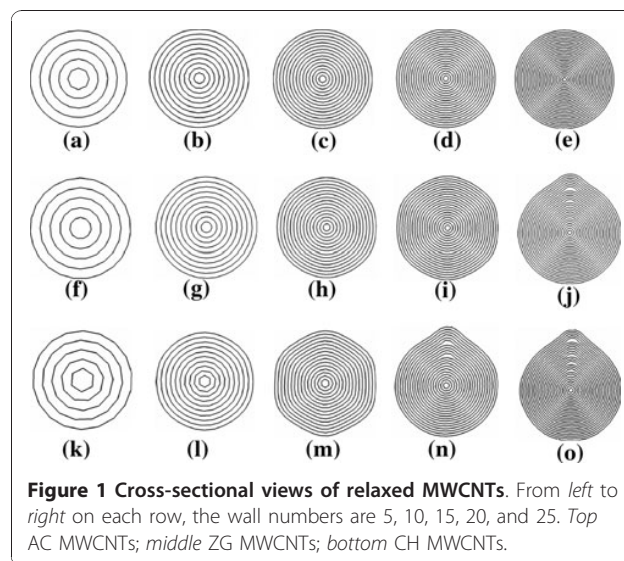 (a) (b) (c) (d) (e)
(f) (g) (h) (i) (j)
(k) (l) (m) (n) (o)
Figure 1 Cross-sectional views of relaxed MWCNTs. From left to
right on each row, the wall numbers are 5, 10, 15, 20, and 25. Top
AC MWCNTs; middle ZG MWCNTs; bottom CH MWCNTs.